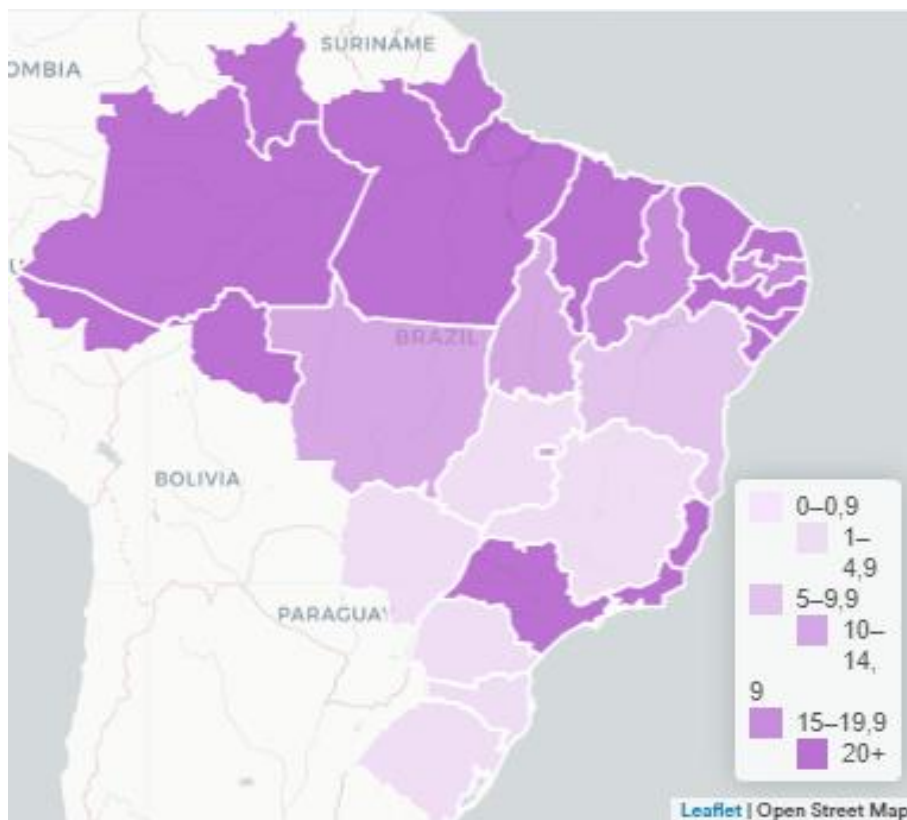 SURINAME
OMBIA
BRAZIL
BOLIVIA
PARAGUAY
0–0,9
1–
4,9
5–9,9
10–
14,
9
15–19,9
20+
Leaflet | Open Street Map